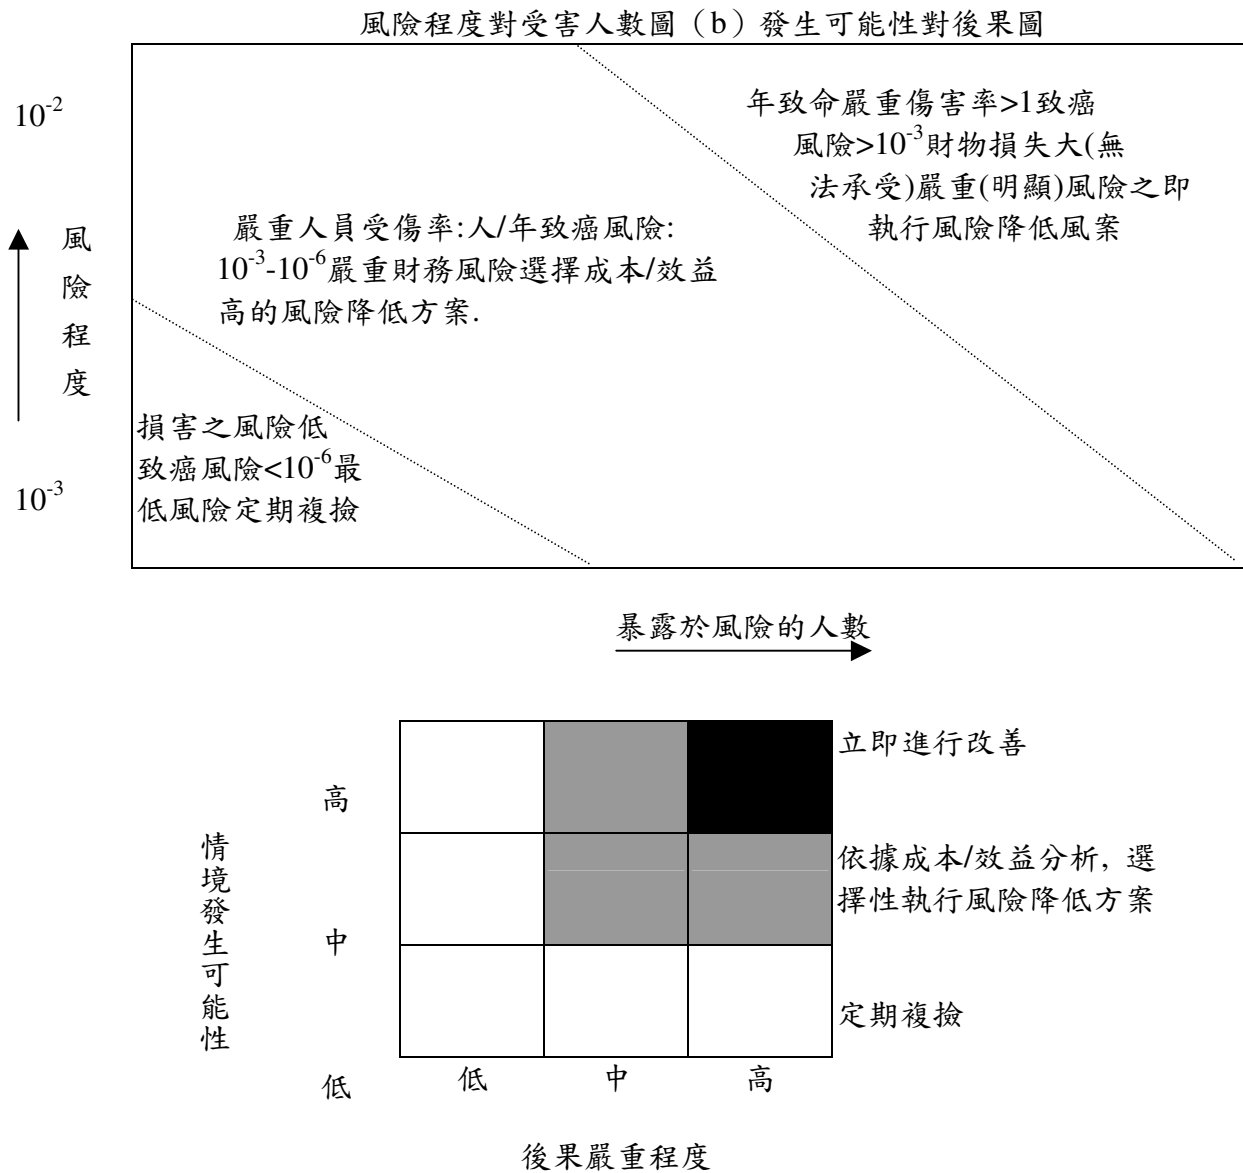 風險程度對受害人數圖（b）發生可能性對後果圖
10-2
年致命嚴重傷害率>1致癌
風險>10-3財物損失大(無
法承受)嚴重(明顯)風險之即
執行風險降低風案
風險程度
嚴重人員受傷率:人/年致癌風險:
10-3-10-6嚴重財務風險選擇成本/效益
高的風險降低方案.
損害之風險低
致癌風險<10-6最
低風險定期複撿
10-3
暴露於風險的人數
立即進行改善
高
情境發生可能性
依據成本/效益分析, 選
擇性執行風險降低方案
中
定期複撿
低
低 中 高
後果嚴重程度